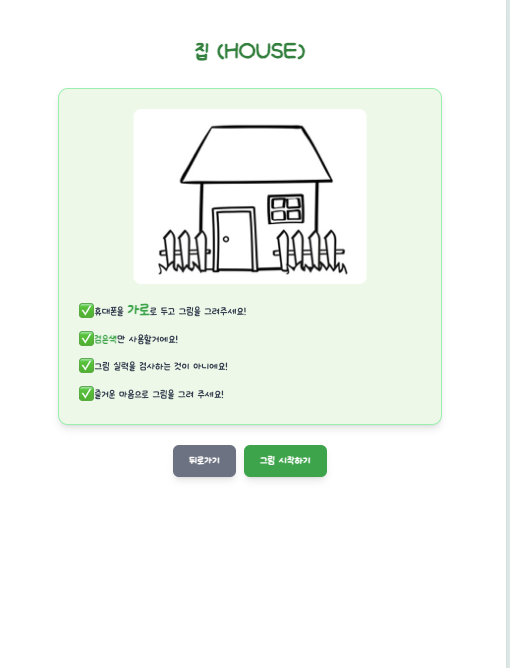 집 (HOUSE)
✅휴대폰을 가로로 두고 그림을 그려주세요!
✅검은색만 사용할거에요!
✅그림 실력을 검사하는 것이 아니에요!
✅즐거운 마음으로 그림을 그려 주세요!
뒤로가기 그림 시작하기